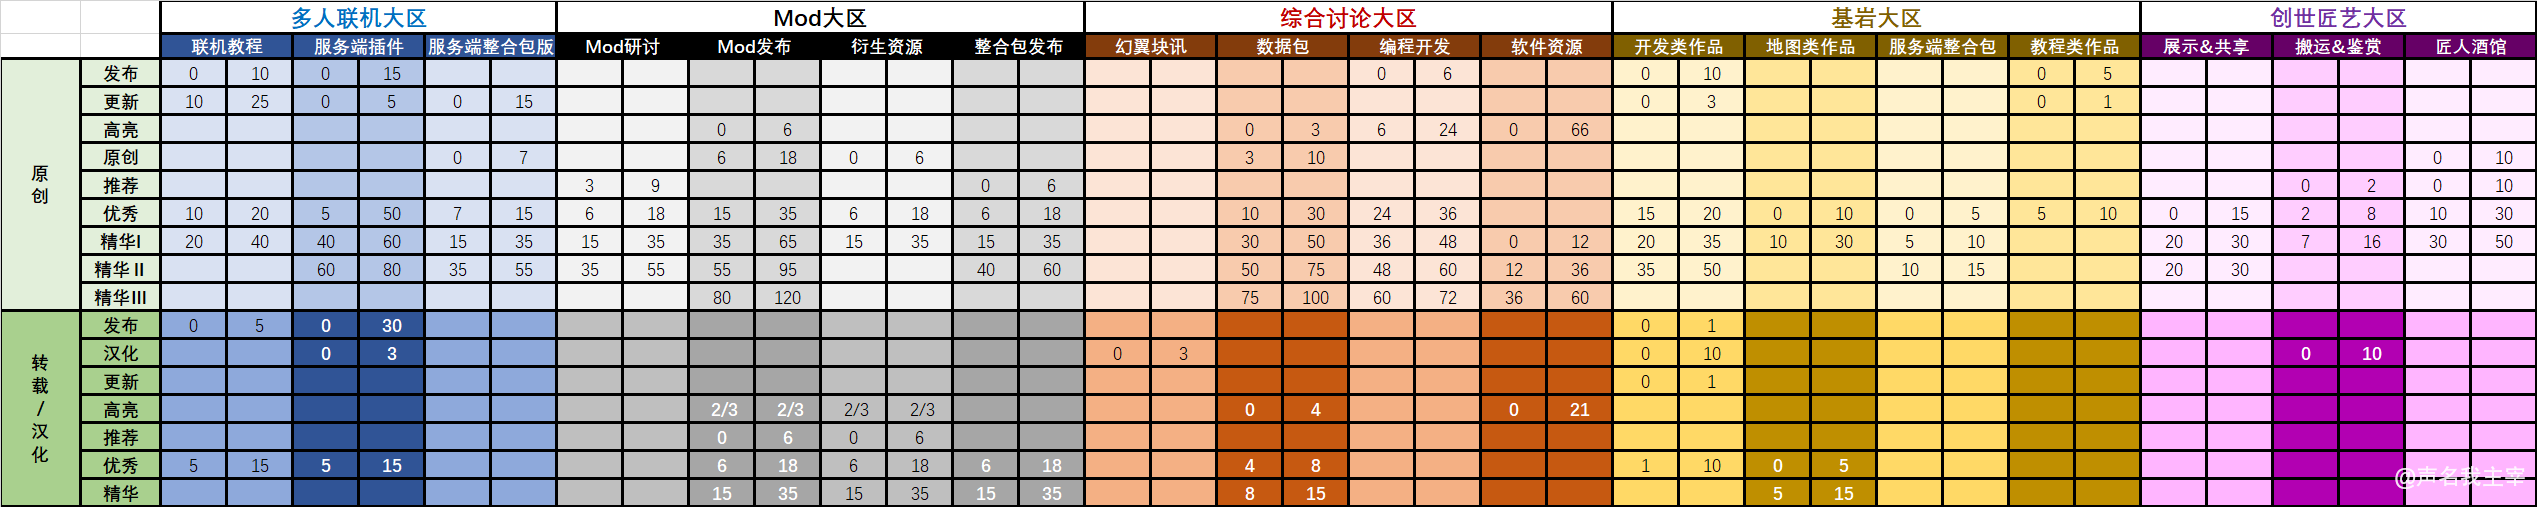 多人联机大区 Mod大区 综合讨论大区 基岩大区 创世匠艺大区
联机教程 服务端插件 服务端整合包版 Mod研讨 Mod发布 衍生资源 整合包发布 幻翼块讯 数据包 编程开发 软件资源 开发类作品 地图类作品 服务端整合包 教程类作品 展示&共享 搬运&鉴赏 匠人酒馆
原创
发布 0 10 0 15 0 6 0 10 0 5
更新 10 25 0 5 0 15 0 3 0 1
高亮 0 6 0 3 6 24 0 66
原创 0 7 6 18 0 6 3 10 0 10
推荐 3 9 0 6 0 2 0 10
优秀 10 20 5 50 7 15 6 18 15 35 6 18 6 18 10 30 24 36 15 20 0 10 0 5 5 10 0 15 2 8 10 30
精华I 20 40 40 60 15 35 15 35 35 65 15 35 15 35 30 50 36 48 0 12 20 35 10 30 5 10 20 30 7 16 30 50
精华II 60 80 35 55 35 55 55 95 40 60 50 75 48 60 12 36 35 50 10 15 20 30
精华III 80 120 75 100 60 72 36 60
转载/汉化
发布 0 5 0 30 0 1
汉化 0 3 0 3 0 10 0 10
更新 0 1
高亮 2/3 2/3 2/3 2/3 0 4 0 21
推荐 0 6 0 6
优秀 5 15 5 15 6 18 6 18 6 18 4 8 1 10 0 5
精华 15 35 15 35 15 35 8 15 5 15
@声名我主宰